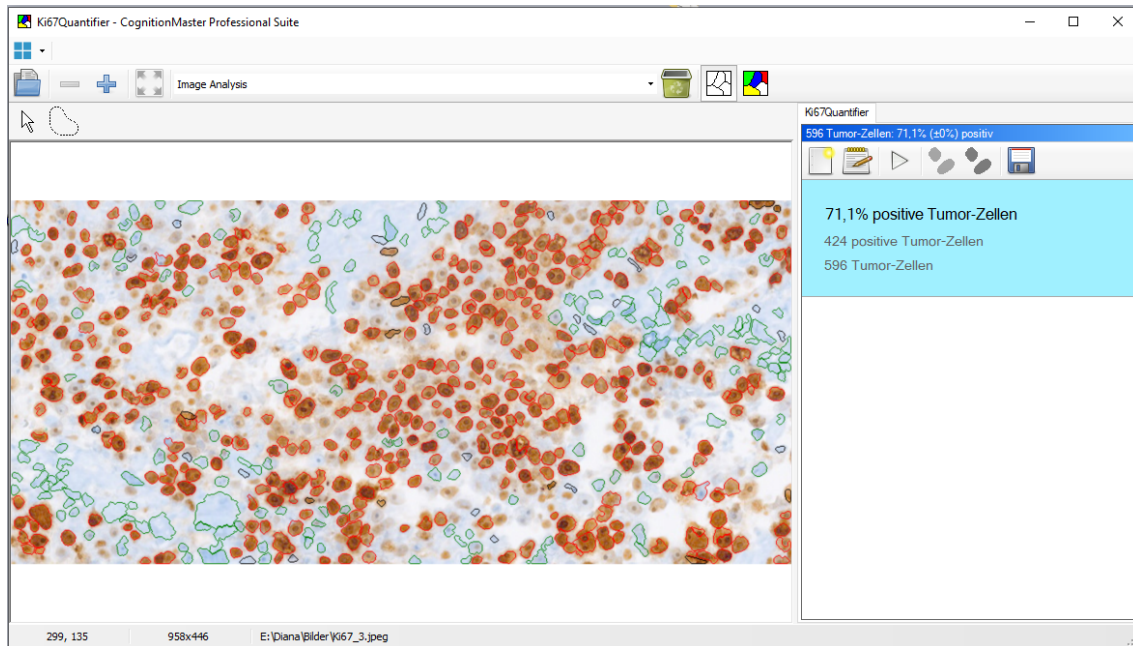 Ki67Quantifier - CognitionMaster Professional Suite
Image Analysis
Ki67Quantifier
596 Tumor-Zellen: 71,1% (±0%) positiv
71,1% positive Tumor-Zellen
424 positive Tumor-Zellen
596 Tumor-Zellen
299, 135 958x446 E:\Diana\Bilder\Ki67_3.jpeg